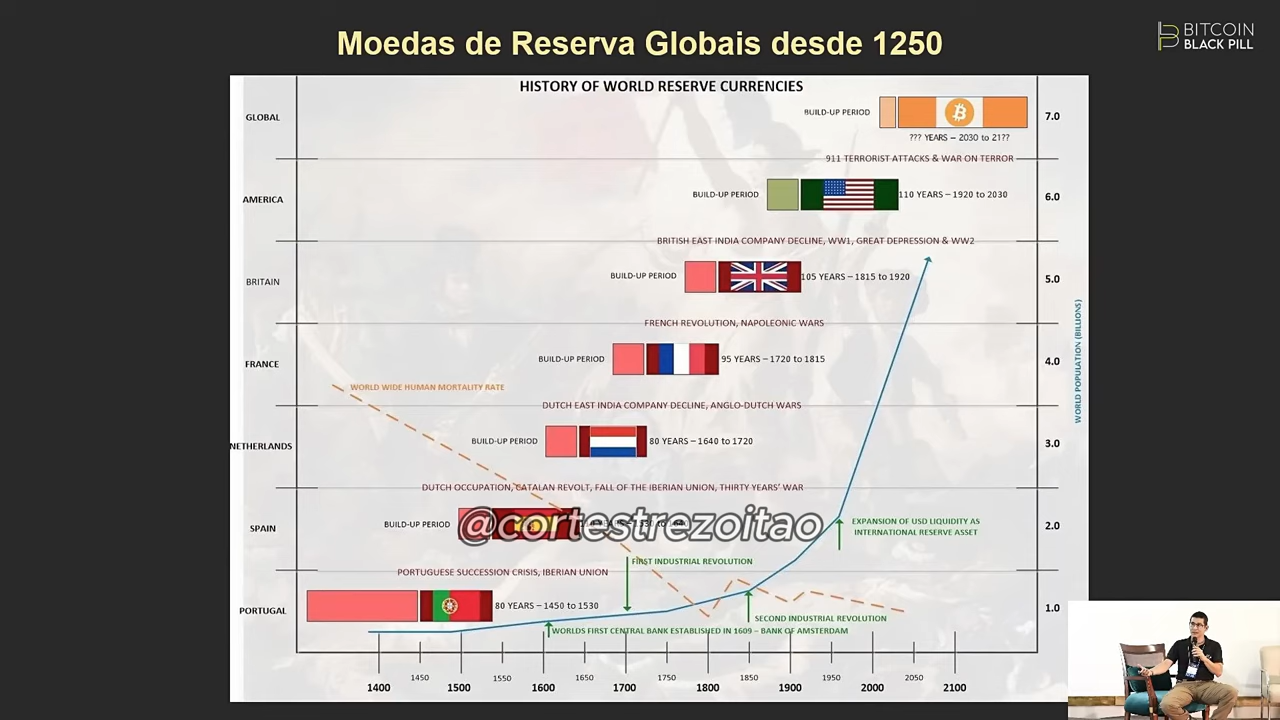 Moedas de Reserva Globais desde 1250
BITCOIN
BLACK PILL
HISTORY OF WORLD RESERVE CURRENCIES
GLOBAL
BUILD-UP PERIOD
7.0
??? YEARS – 2030 to 21??
911 TERRORIST ATTACKS & WAR ON TERROR
AMERICA
BUILD-UP PERIOD
110 YEARS – 1920 to 2030
6.0
BRITISH EAST INDIA COMPANY DECLINE, WW1, GREAT DEPRESSION & WW2
BRITAIN
BUILD-UP PERIOD
105 YEARS – 1815 to 1920
5.0
FRENCH REVOLUTION, NAPOLEONIC WARS
FRANCE
BUILD-UP PERIOD
95 YEARS – 1720 to 1815
4.0
WORLD POPULATION (BILLIONS)
WORLD WIDE HUMAN MORTALITY RATE
DUTCH EAST INDIA COMPANY DECLINE, ANGLO-DUTCH WARS
NETHERLANDS
BUILD-UP PERIOD
80 YEARS – 1640 to 1720
3.0
DUTCH OCCUPATION, CATALAN REVOLT, FALL OF THE IBERIAN UNION, THIRTY YEARS' WAR
SPAIN
BUILD-UP PERIOD
@cortestrezoitao
2.0
EXPANSION OF USD LIQUIDITY AS
INTERNATIONAL RESERVE ASSET
FIRST INDUSTRIAL REVOLUTION
PORTUGUESE SUCCESSION CRISIS, IBERIAN UNION
PORTUGAL
80 YEARS – 1450 to 1530
1.0
SECOND INDUSTRIAL REVOLUTION
WORLDS FIRST CENTRAL BANK ESTABLISHED IN 1609 – BANK OF AMSTERDAM
1400 1450 1500 1550 1600 1650 1700 1750 1800 1850 1900 1950 2000 2050 2100